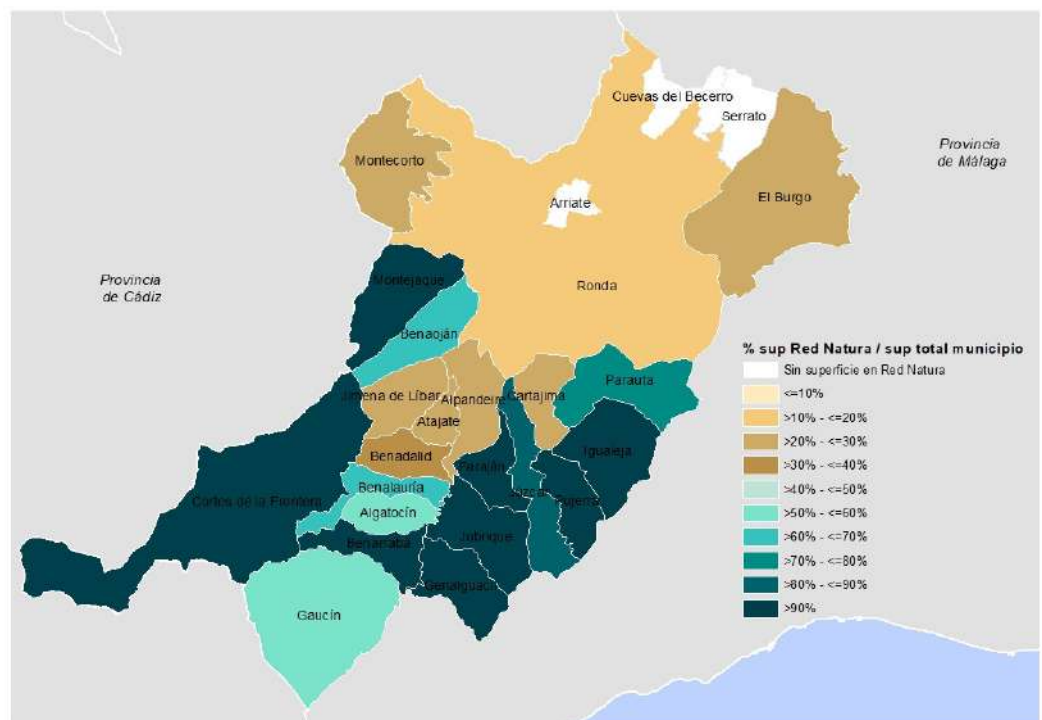 Cuevas del Becerro
Serrato
Provincia
de Málaga
Montecorto
El Burgo
Arriate
Provincia
de Cádiz
Montejaque
Ronda
Benaoján
% sup Red Natura / sup total municipio
Sin superficie en Red Natura
<=10%
>10% - <=20%
>20% - <=30%
>30% - <=40%
>40% - <=50%
>50% - <=60%
>60% - <=70%
>70% - <=80%
>80% - <=90%
>90%
Parauta
Jimena de Líbar
Alpandeire
Cartajima
Atajate
Benadalid
Igualeja
Faraján
Benalauría
Júzcar
Pujerra
Cortes de la Frontera
Algatocín
Jubrique
Benarrabá
Genalguacil
Gaucín